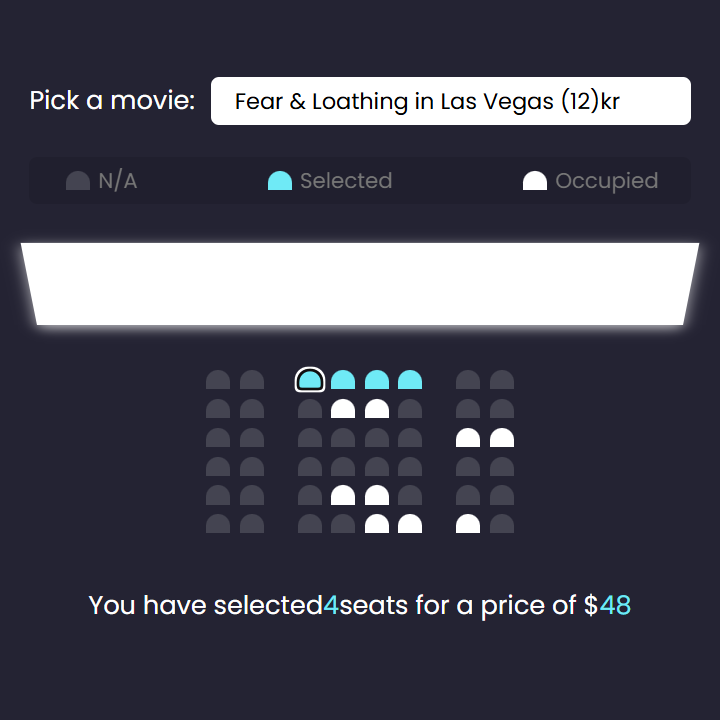 Pick a movie: Fear & Loathing in Las Vegas (12)kr
N/A Selected Occupied
You have selected4seats for a price of $48